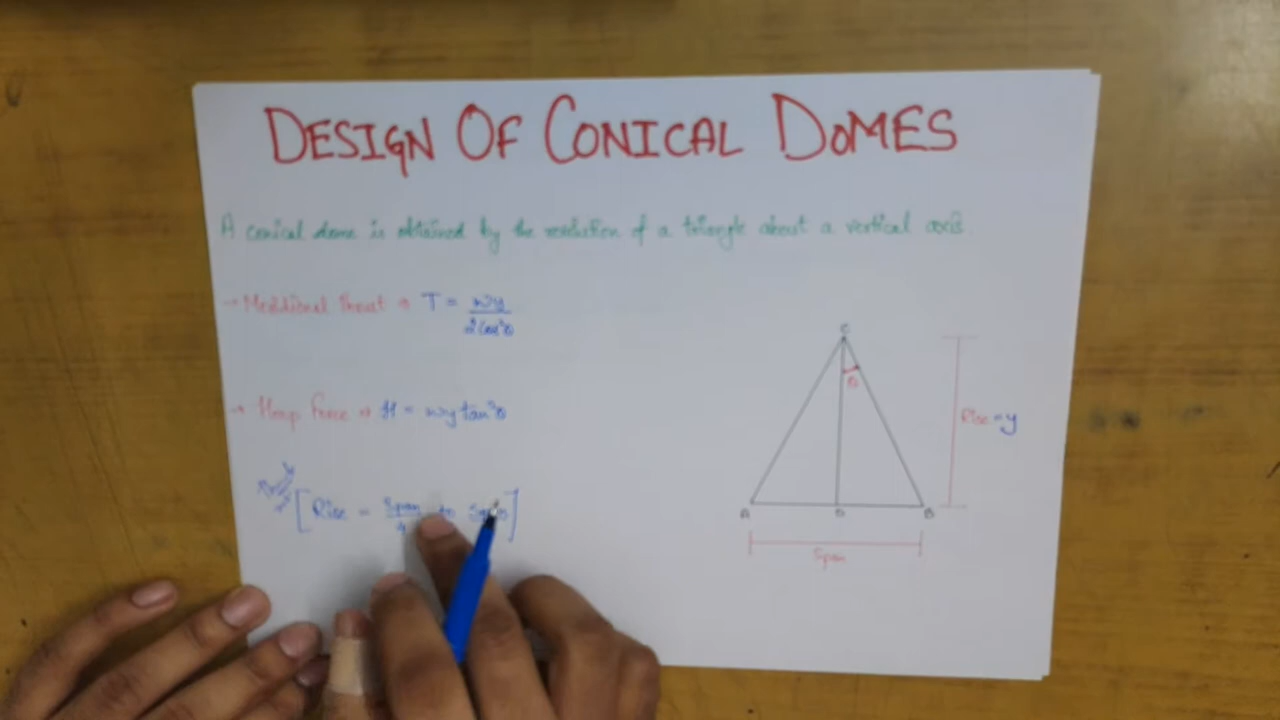 DESIGN OF CONICAL DOMES
A conical dome is obtained by the revolution of a triangle about a vertical axis.
→ Meridional thrust → T = wy / 2cos²θ
→ Hoop force → H = wy tan²θ
[Rise = Span / 4 to
C
θ
Rise = y
A D B
Span